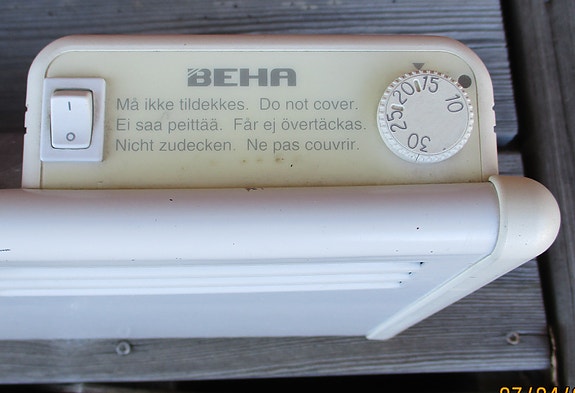 BEHA
Må ikke tildekkes. Do not cover.
Ei saa peittää. Får ej övertäckas.
Nicht zudecken. Ne pas couvrir.
I
O
10
15
20
25
30